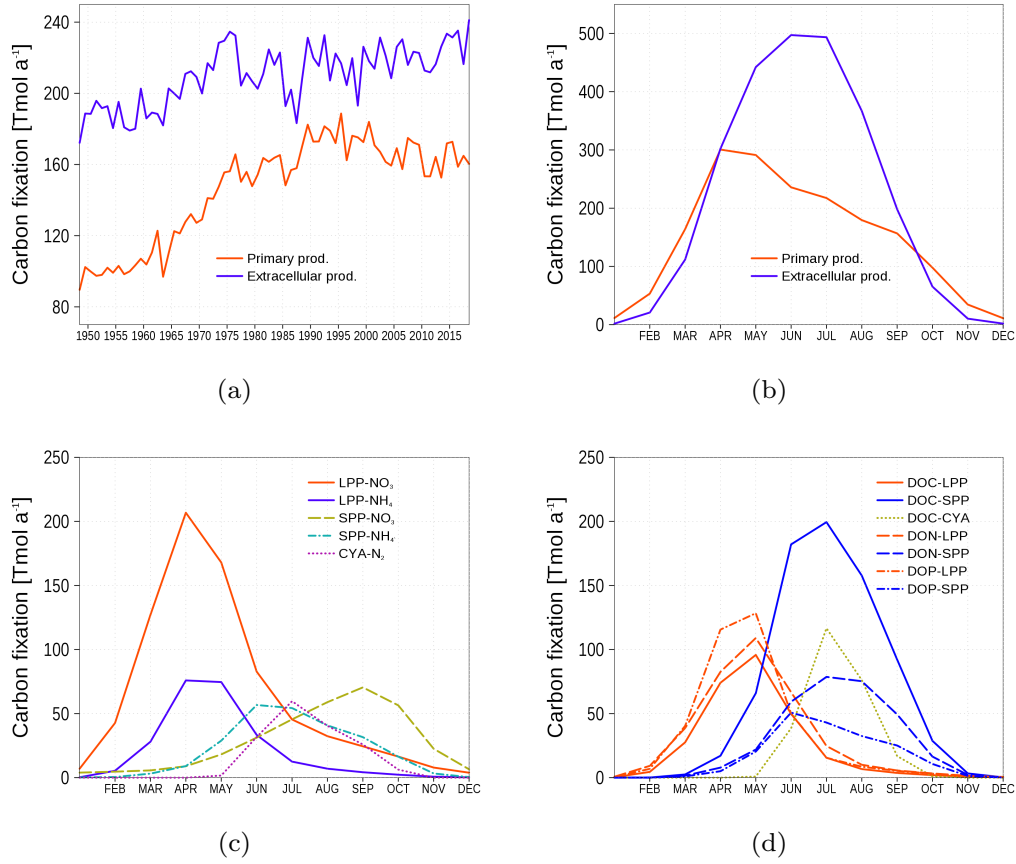 Carbon fixation [Tmol a⁻¹]
240
200
160
120
80
Primary prod.
Extracellular prod.
1950 1955 1960 1965 1970 1975 1980 1985 1990 1995 2000 2005 2010 2015
(a)
Carbon fixation [Tmol a⁻¹]
500
400
300
200
100
0
Primary prod.
Extracellular prod.
FEB MAR APR MAY JUN JUL AUG SEP OCT NOV DEC
(b)
Carbon fixation [Tmol a⁻¹]
250
200
150
100
50
0
LPP-NO₃
LPP-NH₄
SPP-NO₃
SPP-NH₄
CYA-N₂
FEB MAR APR MAY JUN JUL AUG SEP OCT NOV DEC
(c)
Carbon fixation [Tmol a⁻¹]
250
200
150
100
50
0
DOC-LPP
DOC-SPP
DOC-CYA
DON-LPP
DON-SPP
DOP-LPP
DOP-SPP
FEB MAR APR MAY JUN JUL AUG SEP OCT NOV DEC
(d)